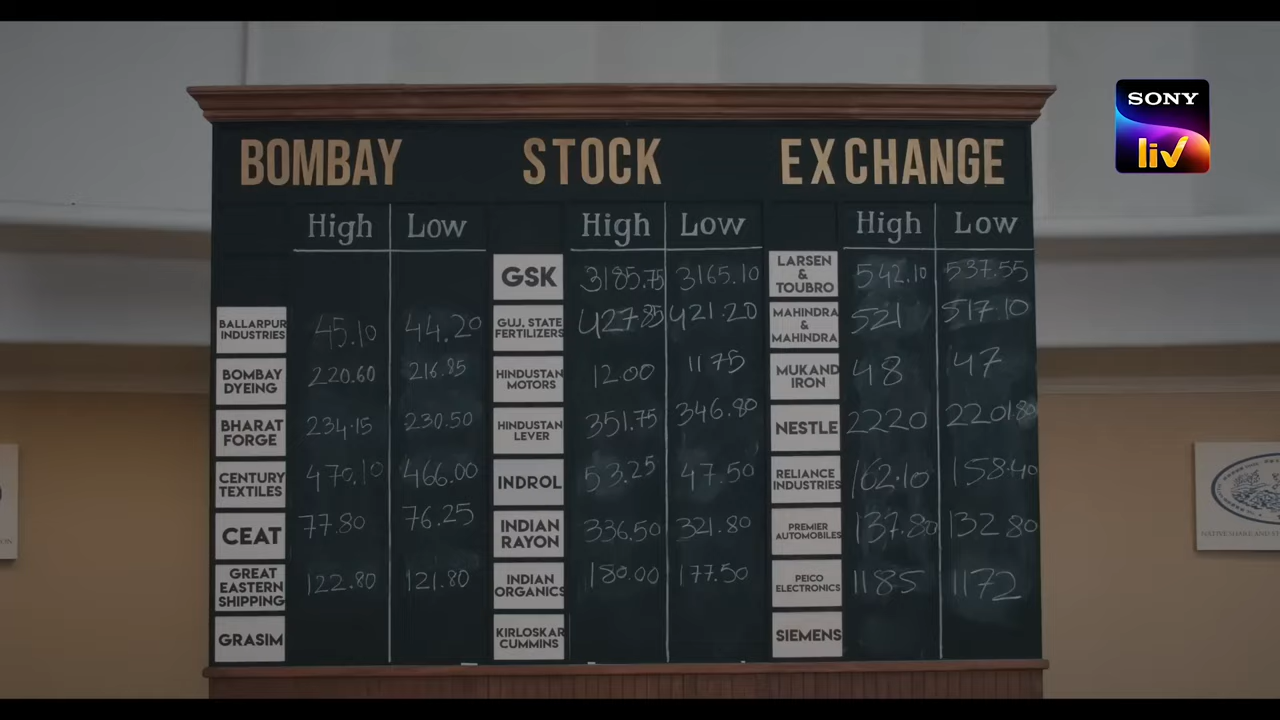 SONY
liv
BOMBAY STOCK EXCHANGE
High Low High Low High Low
GSK 3185.75 3165.10
LARSEN
&
TOUBRO
542.10 537.55
BALLARPUR
INDUSTRIES
45.10 44.20
GUJ. STATE
FERTILIZERS
427.85 421.20
MAHINDRA
&
MAHINDRA
521 517.10
BOMBAY
DYEING
220.60 216.85
HINDUSTAN
MOTORS
12.00 11.75
MUKAND
IRON
48 47
BHARAT
FORGE
234.15 230.50
HINDUSTAN
LEVER
351.75 346.80
NESTLE 2220 2201.80
CENTURY
TEXTILES
470.10 466.00
INDROL 53.25 47.50
RELIANCE
INDUSTRIES
162.10 158.40
CEAT 77.80 76.25
INDIAN
RAYON
336.50 321.80
PREMIER
AUTOMOBILES
137.80 132.80
GREAT
EASTERN
SHIPPING
122.80 121.80
INDIAN
ORGANICS
180.00 177.50
PEICO
ELECTRONICS
1185 1172
GRASIM
KIRLOSKAR
CUMMINS
SIEMENS
NATIVE SHARE AND